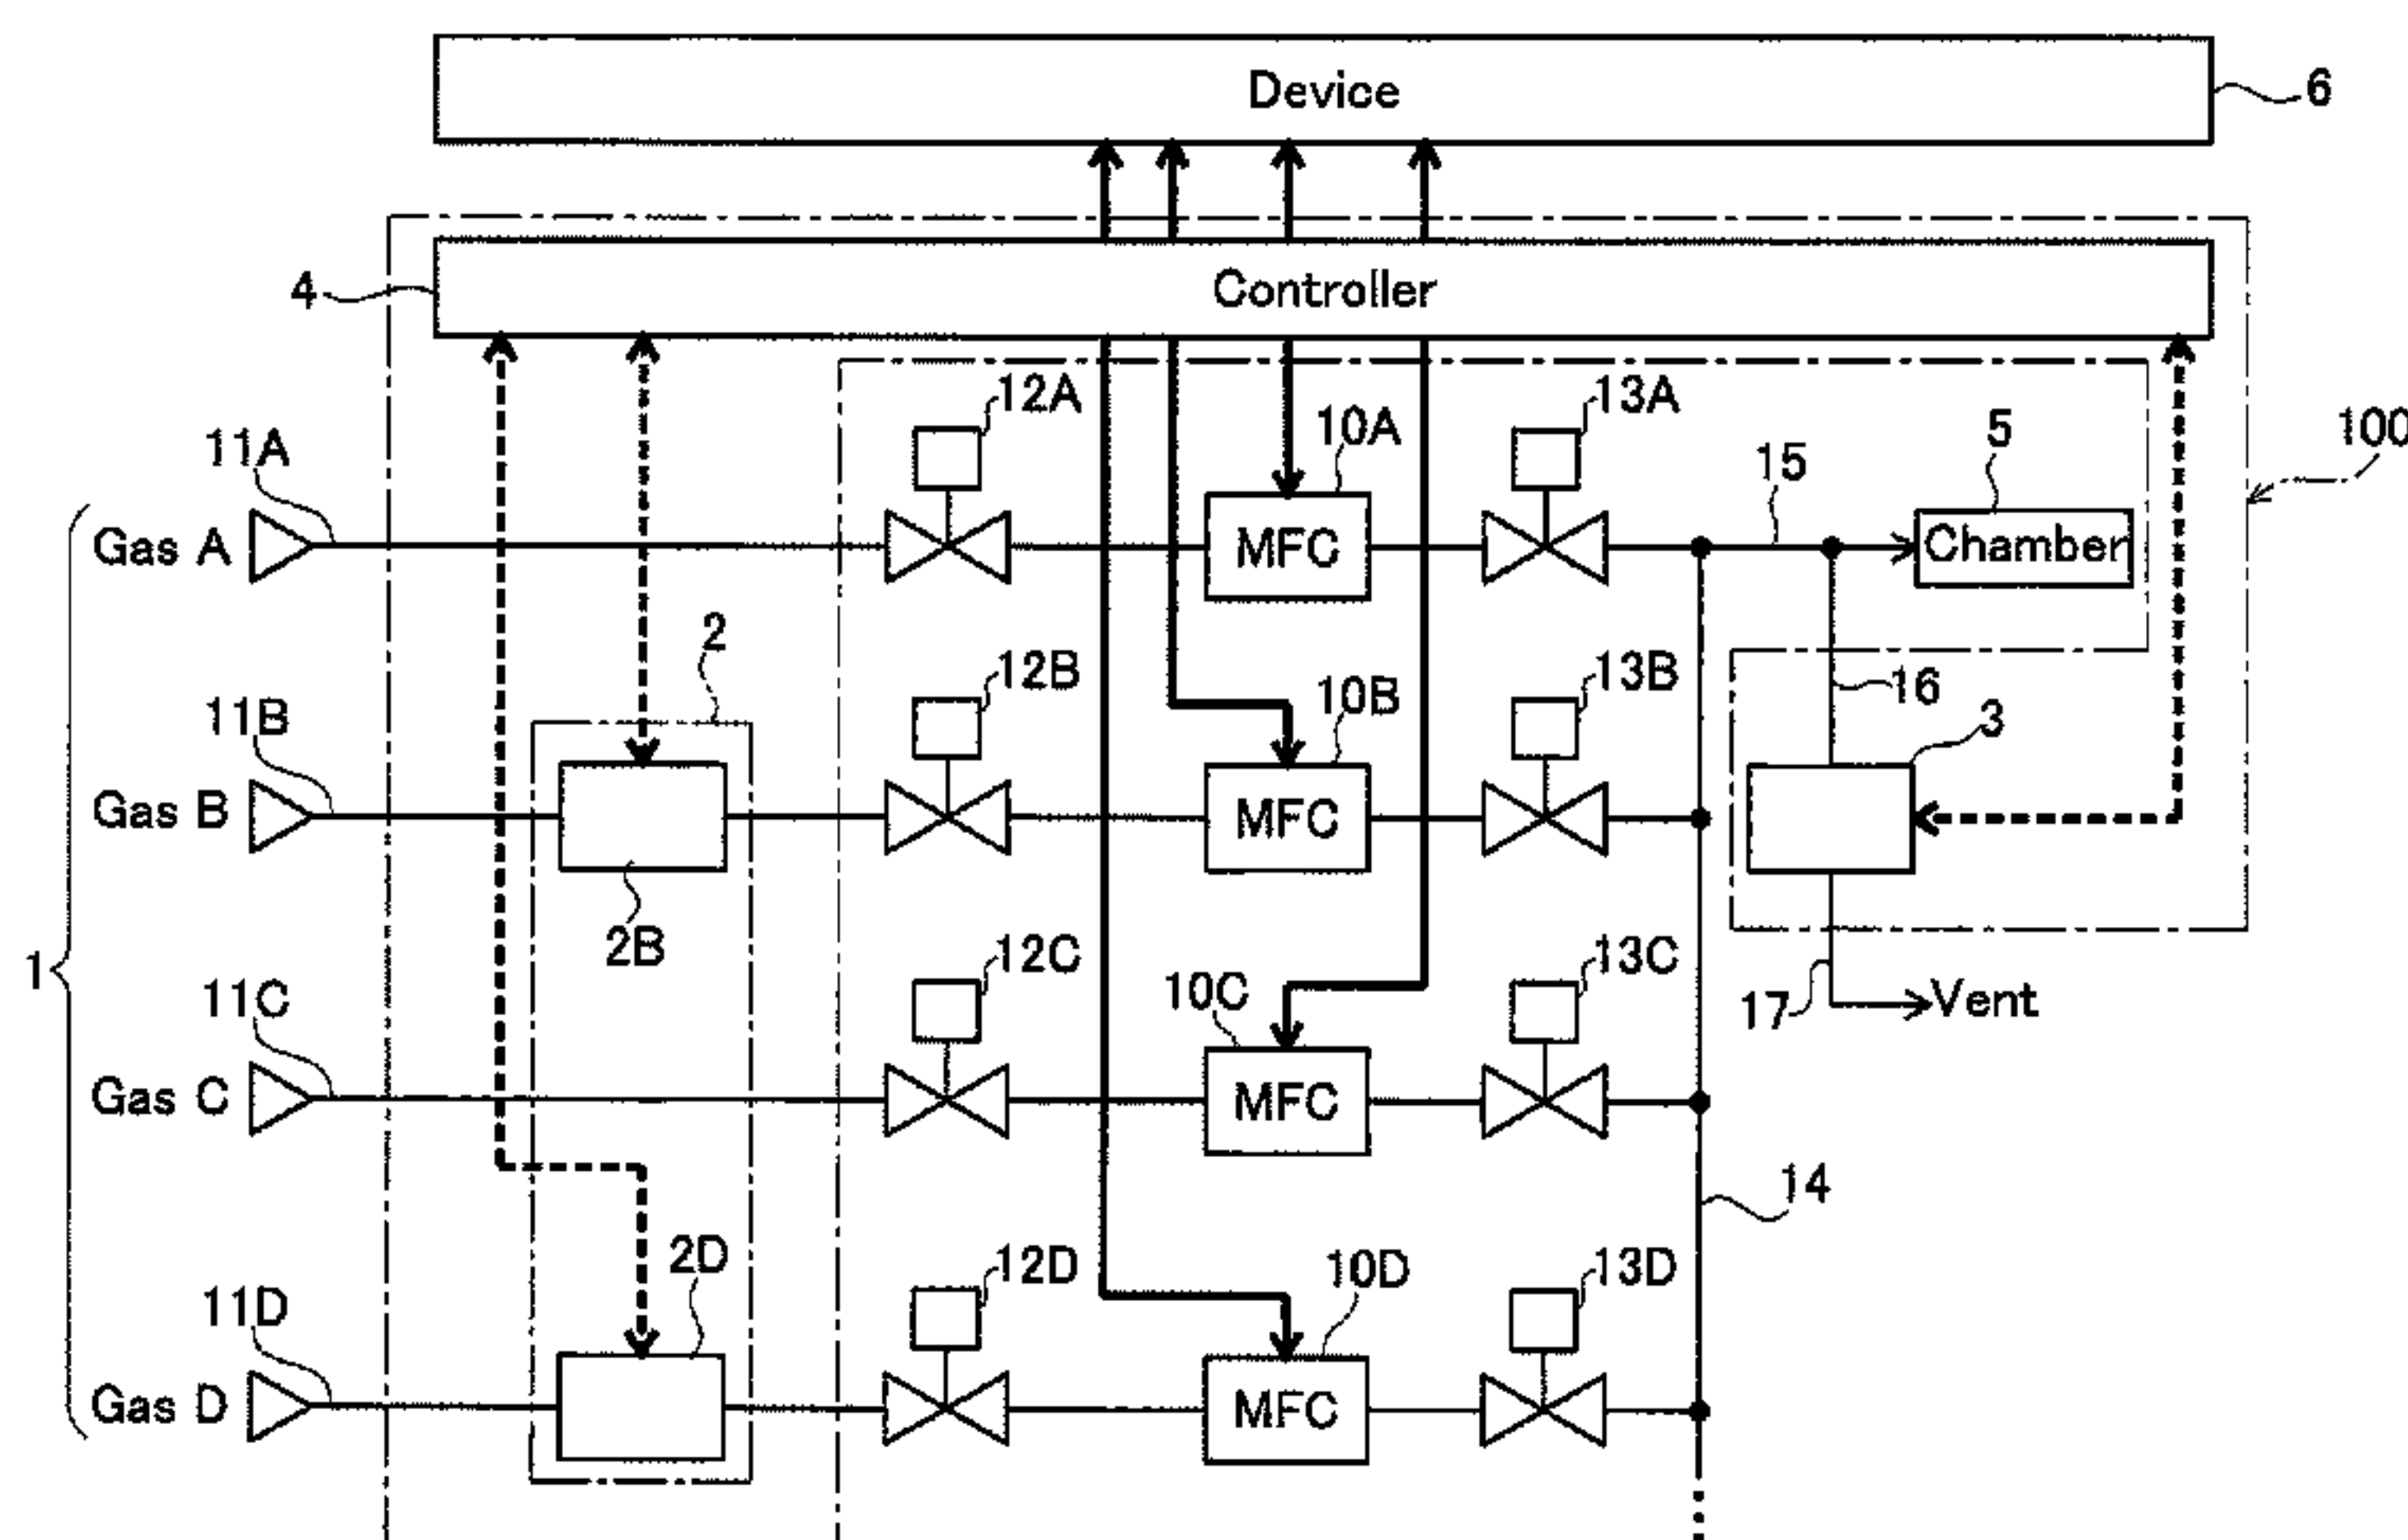 Device
6
Controller
4
12A
13A
10A
5
100
11A
15
Gas A
MFC
Chamber
2
12B
13B
10B
16
3
11B
Gas B
MFC
2B
1
12C
13C
10C
11C
17
Vent
Gas C
MFC
14
2D
12D
10D
13D
11D
Gas D
MFC